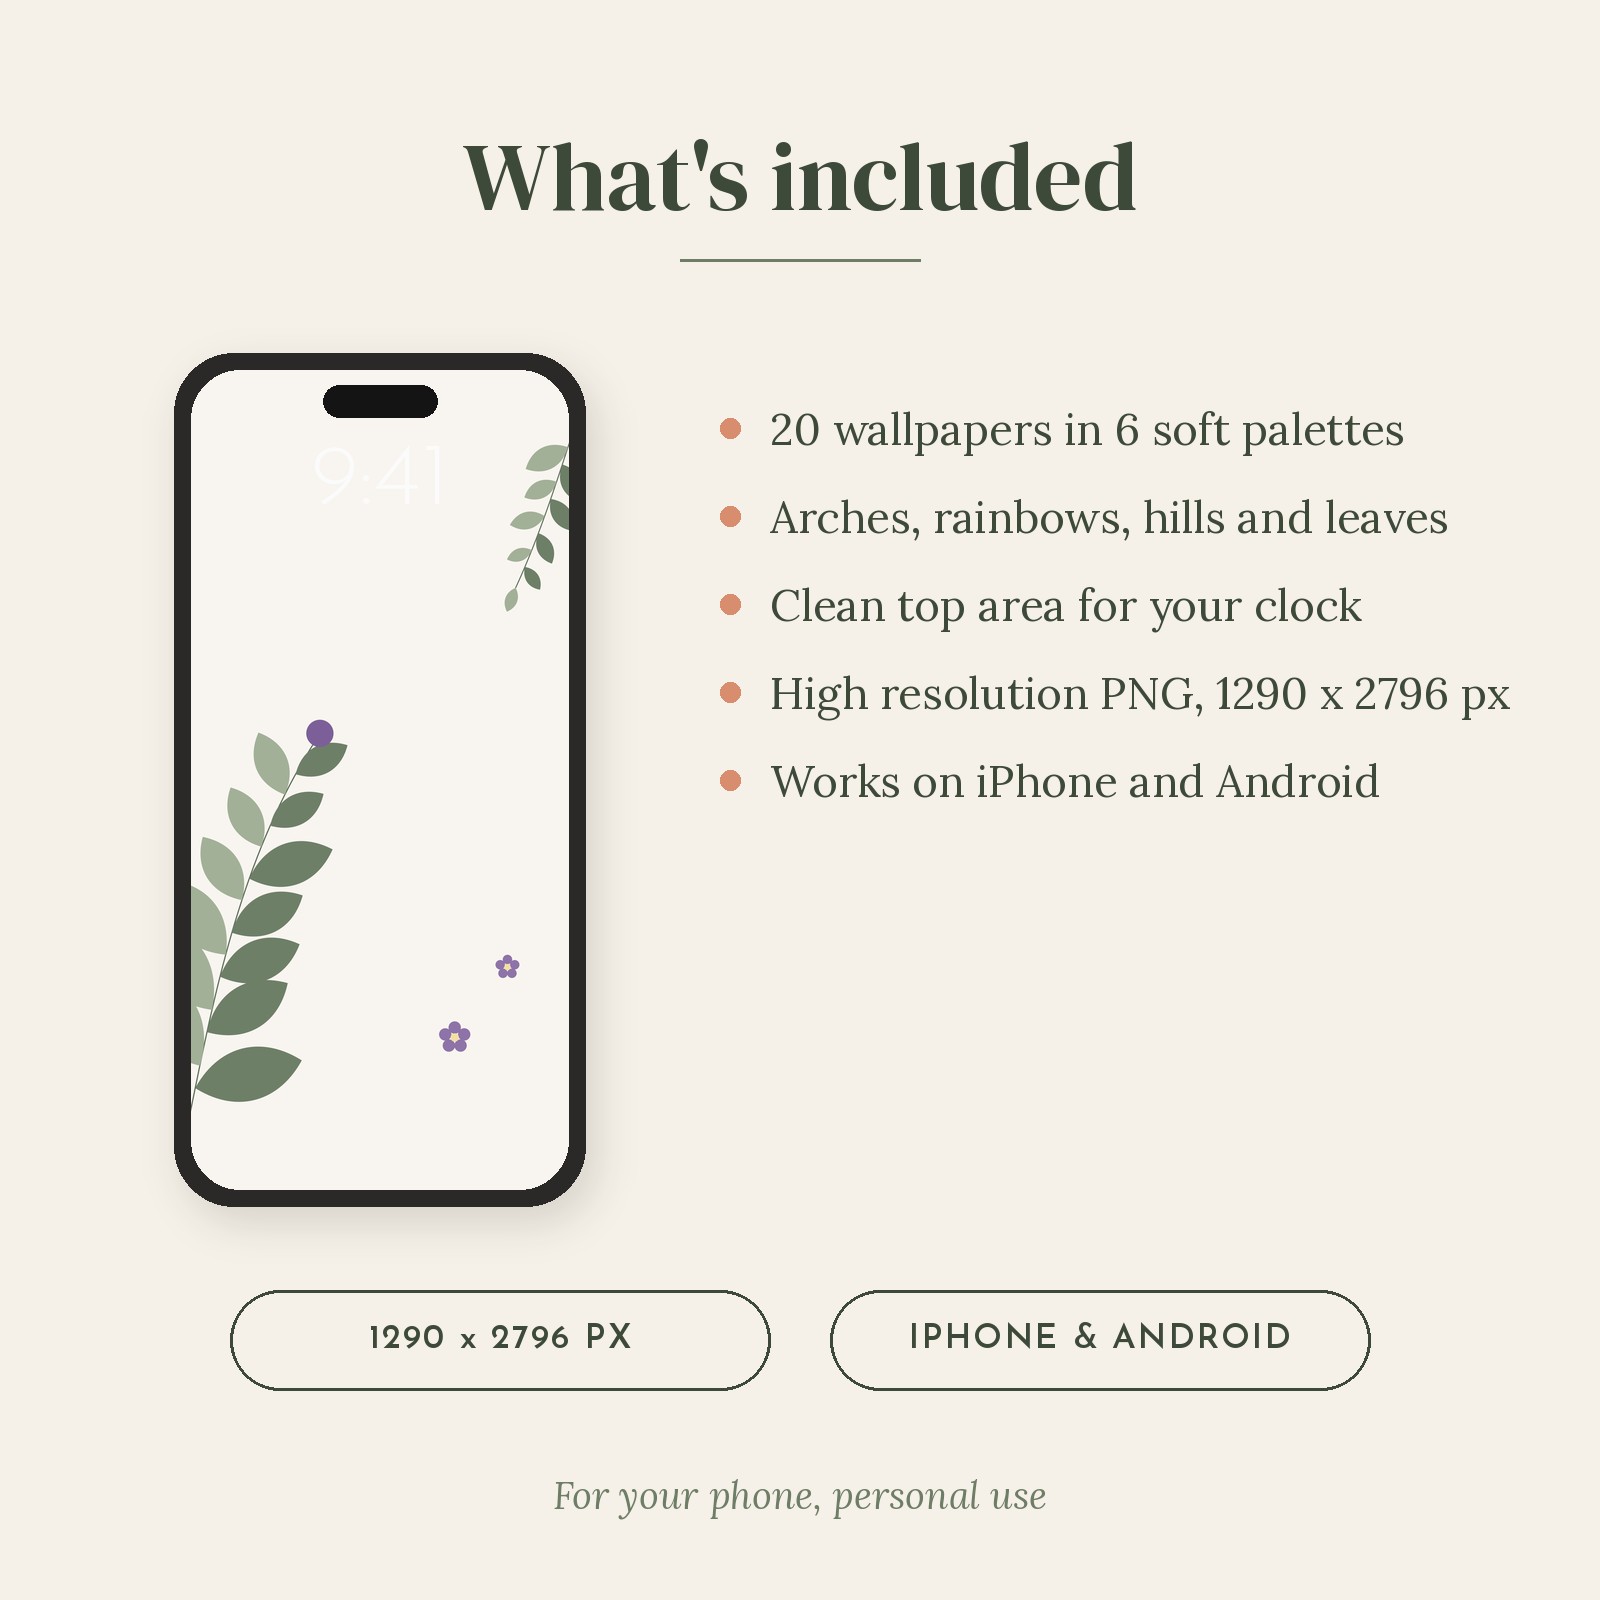 What's included
9:41
20 wallpapers in 6 soft palettes
Arches, rainbows, hills and leaves
Clean top area for your clock
High resolution PNG, 1290 x 2796 px
Works on iPhone and Android
1290 x 2796 PX
IPHONE & ANDROID
For your phone, personal use